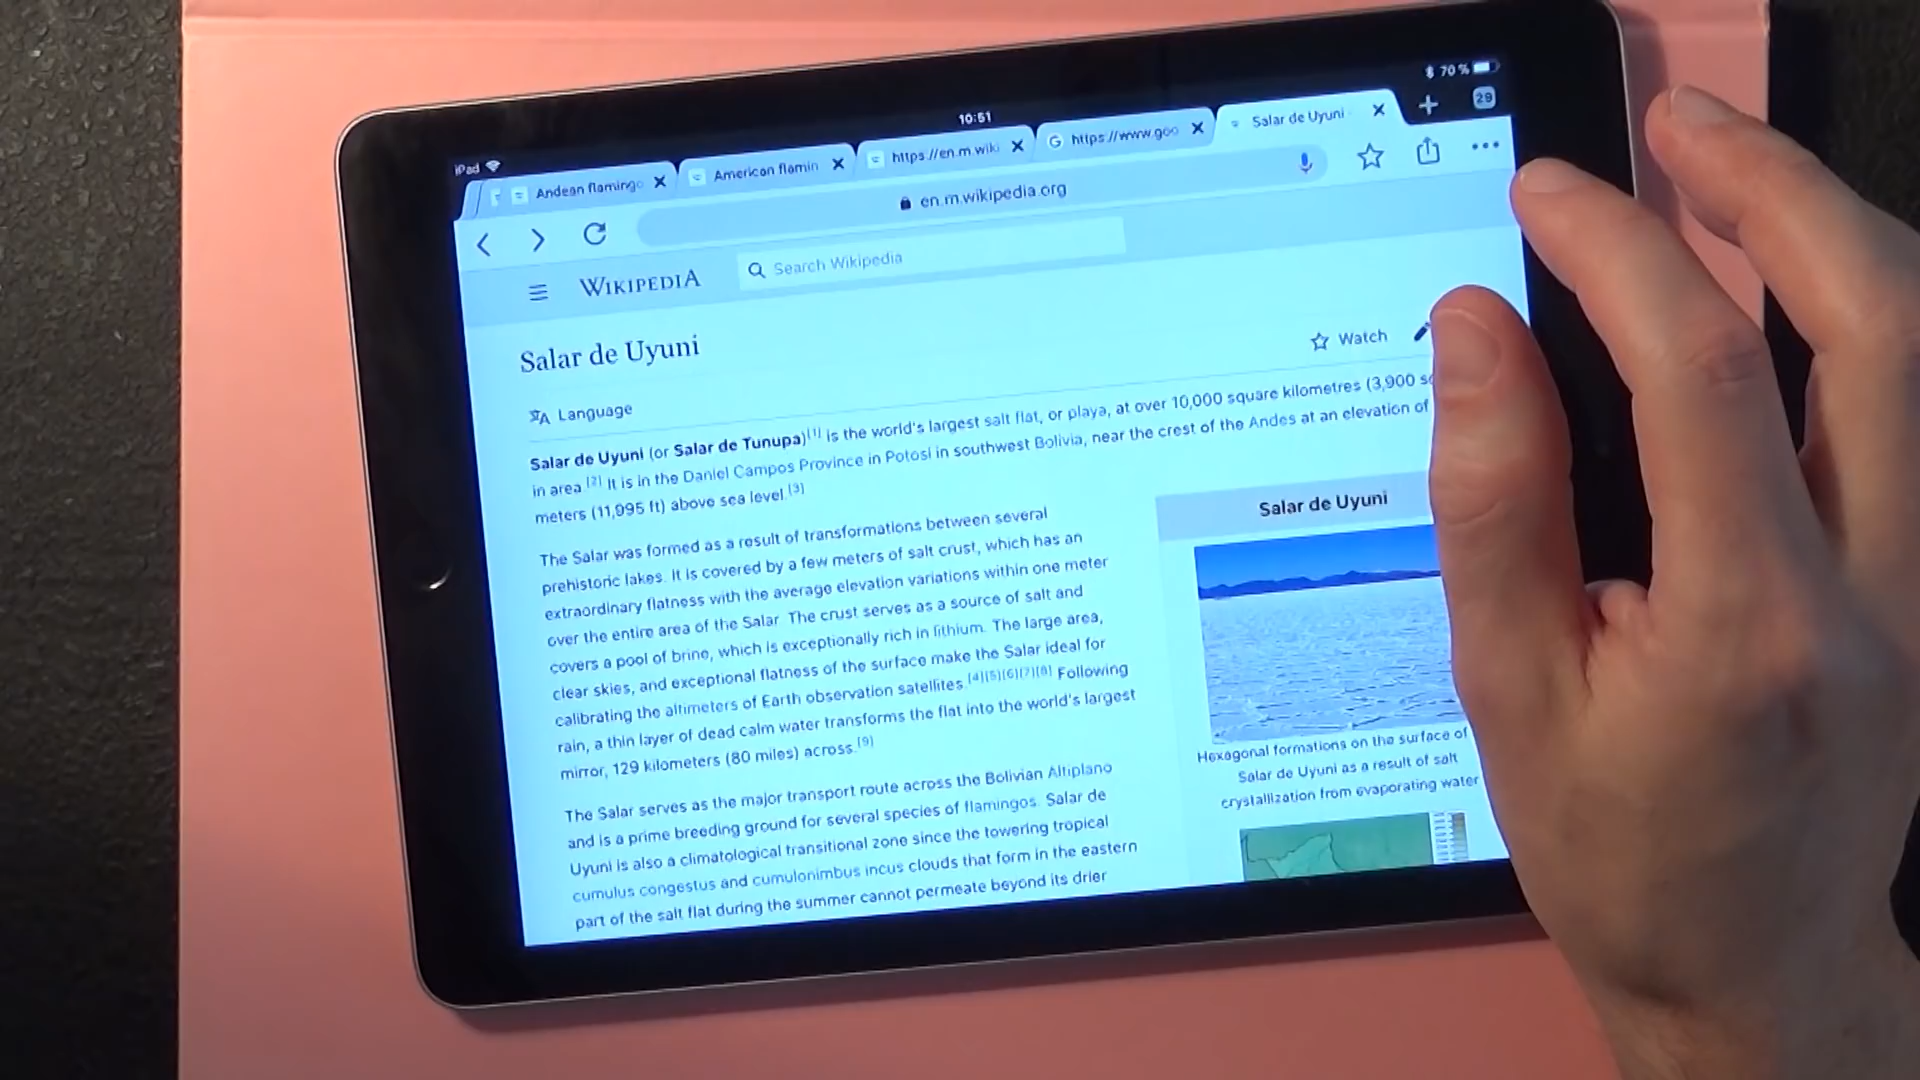 iPad
10:51
70 %
Andean flamingo
American flamin
https://en.m.wiki
https://www.goo
Salar de Uyuni -
29
en.m.wikipedia.org
WIKIPEDIA
Search Wikipedia
Salar de Uyuni
Watch
Language
Salar de Uyuni (or Salar de Tunupa)[1] is the world's largest salt flat, or playa, at over 10,000 square kilometres (3,900 sq
in area.[2] It is in the Daniel Campos Province in Potosí in southwest Bolivia, near the crest of the Andes at an elevation of
meters (11,995 ft) above sea level.[3]
The Salar was formed as a result of transformations between several
prehistoric lakes. It is covered by a few meters of salt crust, which has an
extraordinary flatness with the average elevation variations within one meter
over the entire area of the Salar. The crust serves as a source of salt and
covers a pool of brine, which is exceptionally rich in lithium. The large area,
clear skies, and exceptional flatness of the surface make the Salar ideal for
calibrating the altimeters of Earth observation satellites.[4][5][6][7][8] Following
rain, a thin layer of dead calm water transforms the flat into the world's largest
mirror, 129 kilometers (80 miles) across.[9]
The Salar serves as the major transport route across the Bolivian Altiplano
and is a prime breeding ground for several species of flamingos. Salar de
Uyuni is also a climatological transitional zone since the towering tropical
cumulus congestus and cumulonimbus incus clouds that form in the eastern
part of the salt flat during the summer cannot permeate beyond its drier
Salar de Uyuni
Hexagonal formations on the surface of
Salar de Uyuni as a result of salt
crystallization from evaporating water